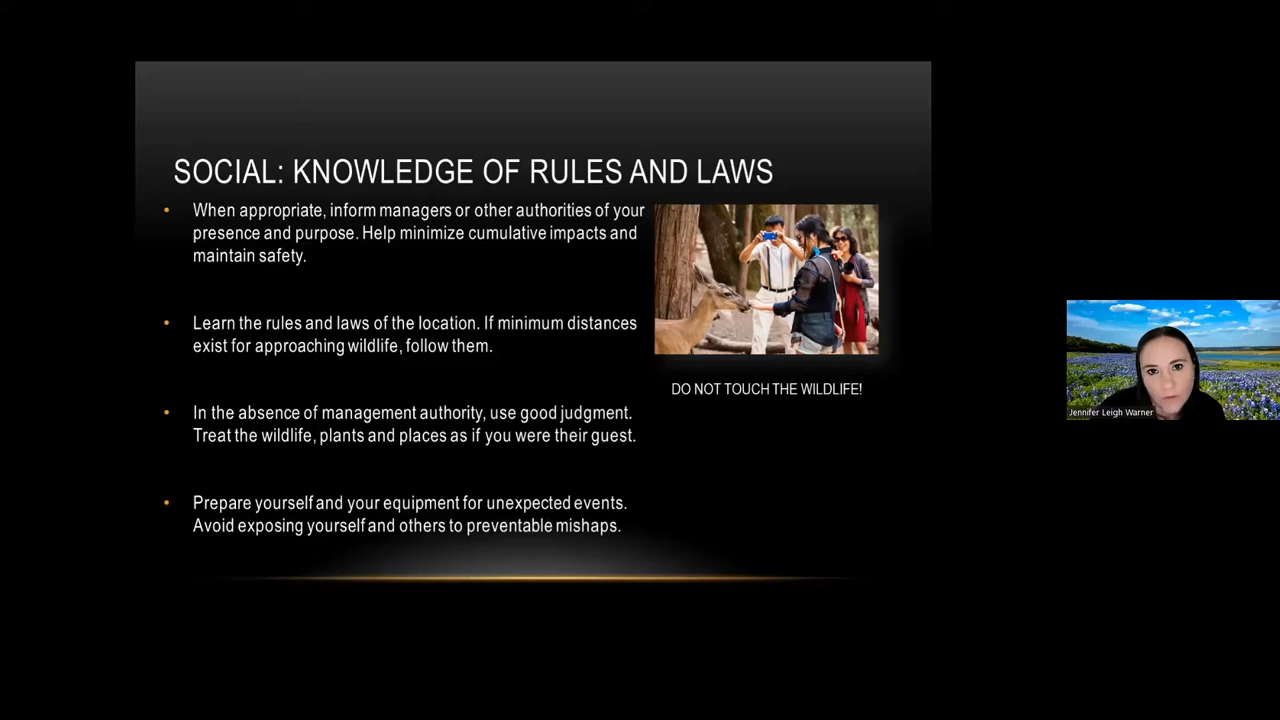 SOCIAL: KNOWLEDGE OF RULES AND LAWS
• When appropriate, inform managers or other authorities of your
presence and purpose. Help minimize cumulative impacts and
maintain safety.
• Learn the rules and laws of the location. If minimum distances
exist for approaching wildlife, follow them.
• In the absence of management authority, use good judgment.
Treat the wildlife, plants and places as if you were their guest.
• Prepare yourself and your equipment for unexpected events.
Avoid exposing yourself and others to preventable mishaps.
DO NOT TOUCH THE WILDLIFE!
Jennifer Leigh Warner